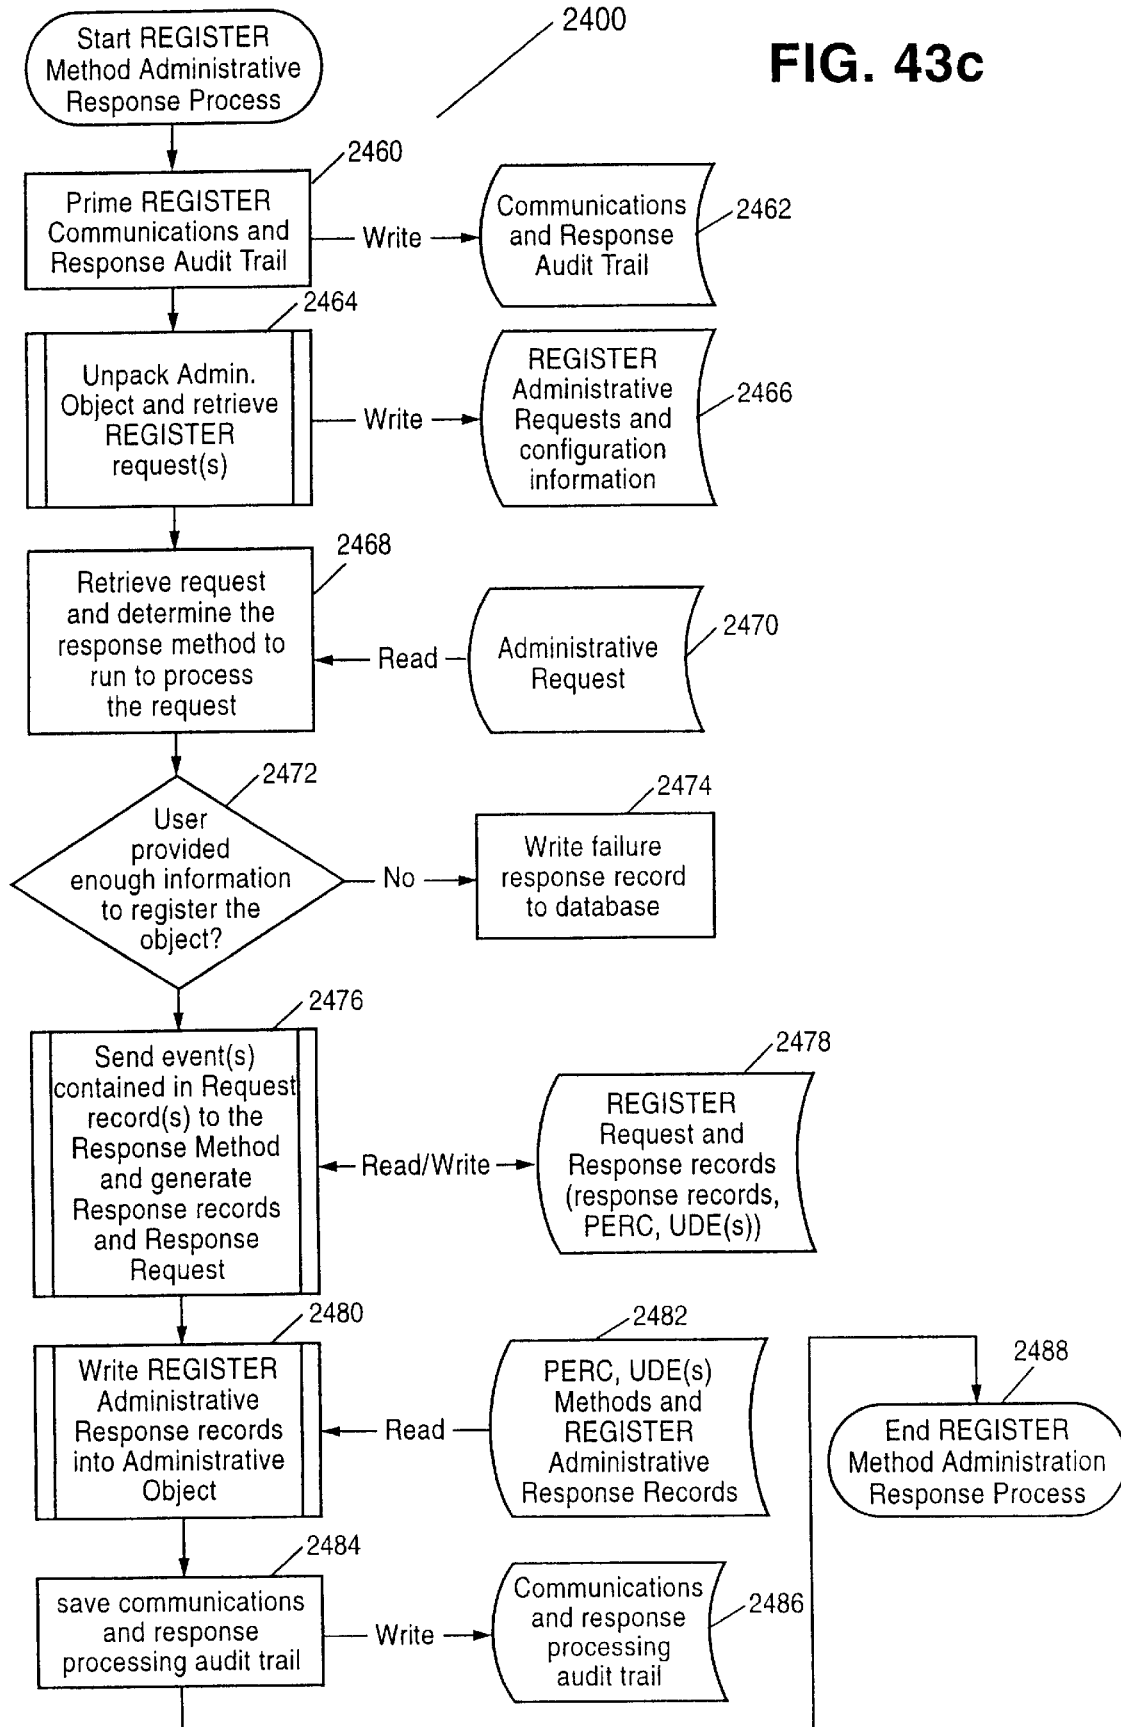 2400
FIG. 43c
Start REGISTER
Method Administrative
Response Process
2460
Prime REGISTER
Communications and
Response Audit Trail
Write
Communications
and Response
Audit Trail
2462
2464
Unpack Admin.
Object and retrieve
REGISTER
request(s)
Write
REGISTER
Administrative
Requests and
configuration
information
2466
2468
Retrieve request
and determine the
response method to
run to process
the request
Read
Administrative
Request
2470
2472
User
provided
enough information
to register the
object?
No
2474
Write failure
response record
to database
2476
Send event(s)
contained in Request
record(s) to the
Response Method
and generate
Response records
and Response
Request
Read/Write
2478
REGISTER
Request and
Response records
(response records,
PERC, UDE(s))
2480
Write REGISTER
Administrative
Response records
into Administrative
Object
Read
2482
PERC, UDE(s)
Methods and
REGISTER
Administrative
Response Records
2484
save communications
and response
processing audit trail
Write
Communications
and response
processing
audit trail
2486
2488
End REGISTER
Method Administration
Response Process